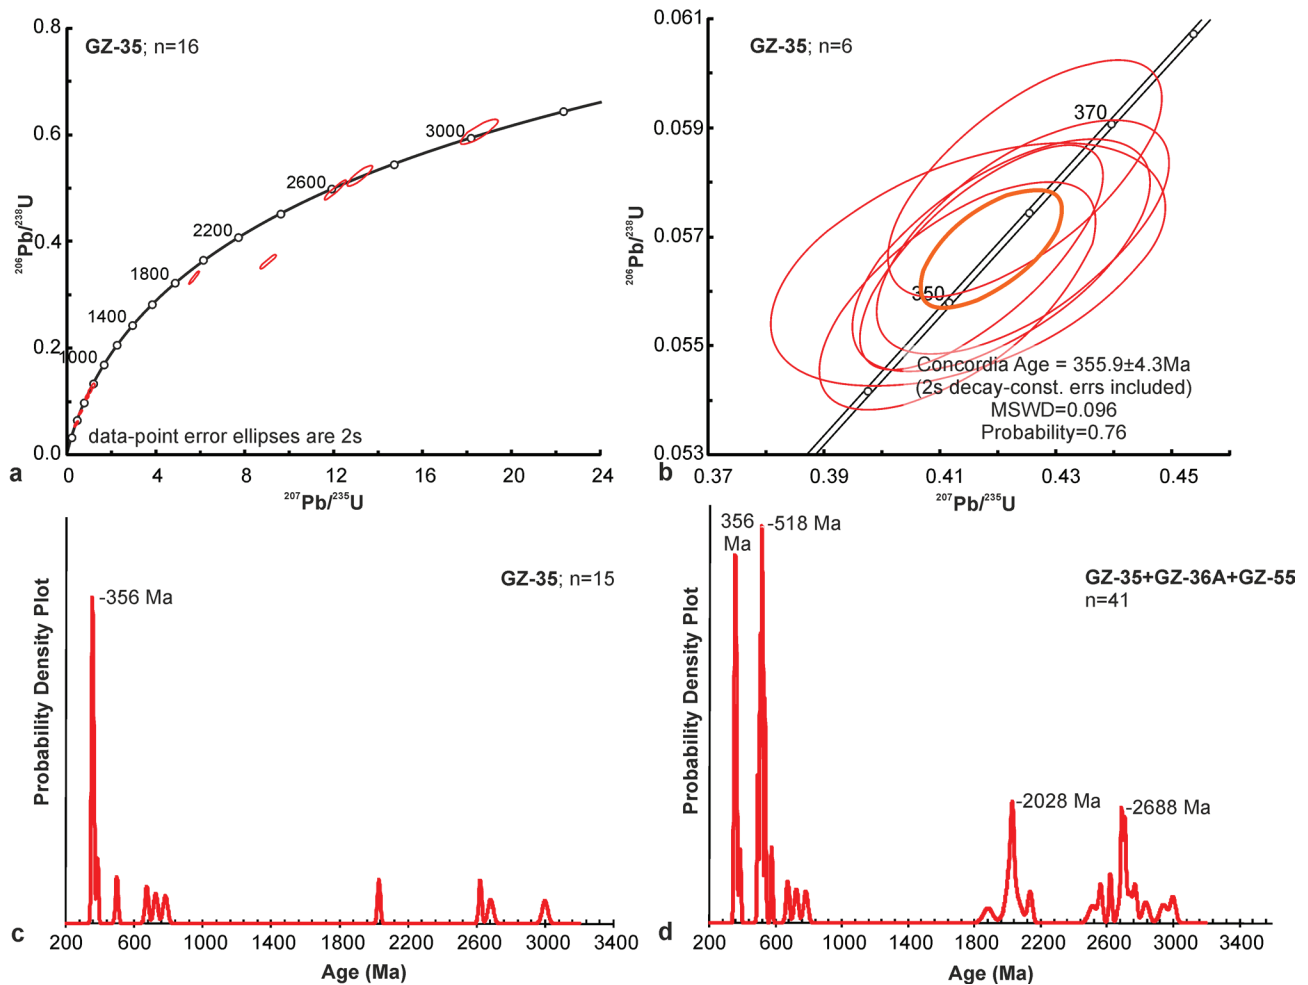 0.8
GZ-35; n=16
0.6
0.4
0.2
0.0
206Pb/238U
3000
2600
2200
1800
1400
1000
data-point error ellipses are 2s
0
4
8
12
16
20
24
a
207Pb/235U
0.061
GZ-35; n=6
0.059
0.057
0.055
0.053
206Pb/238U
370
350
Concordia Age = 355.9±4.3Ma
(2s decay-const. errs included)
MSWD=0.096
Probability=0.76
0.37
0.39
0.41
0.43
0.45
b
207Pb/235U
Probability Density Plot
-356 Ma
GZ-35; n=15
c
200
600
1000
1400
1800
2200
2600
3000
3400
Age (Ma)
Probability Density Plot
356
Ma
-518 Ma
GZ-35+GZ-36A+GZ-55
n=41
-2028 Ma
-2688 Ma
d
200
600
1000
1400
1800
2200
2600
3000
3400
Age (Ma)